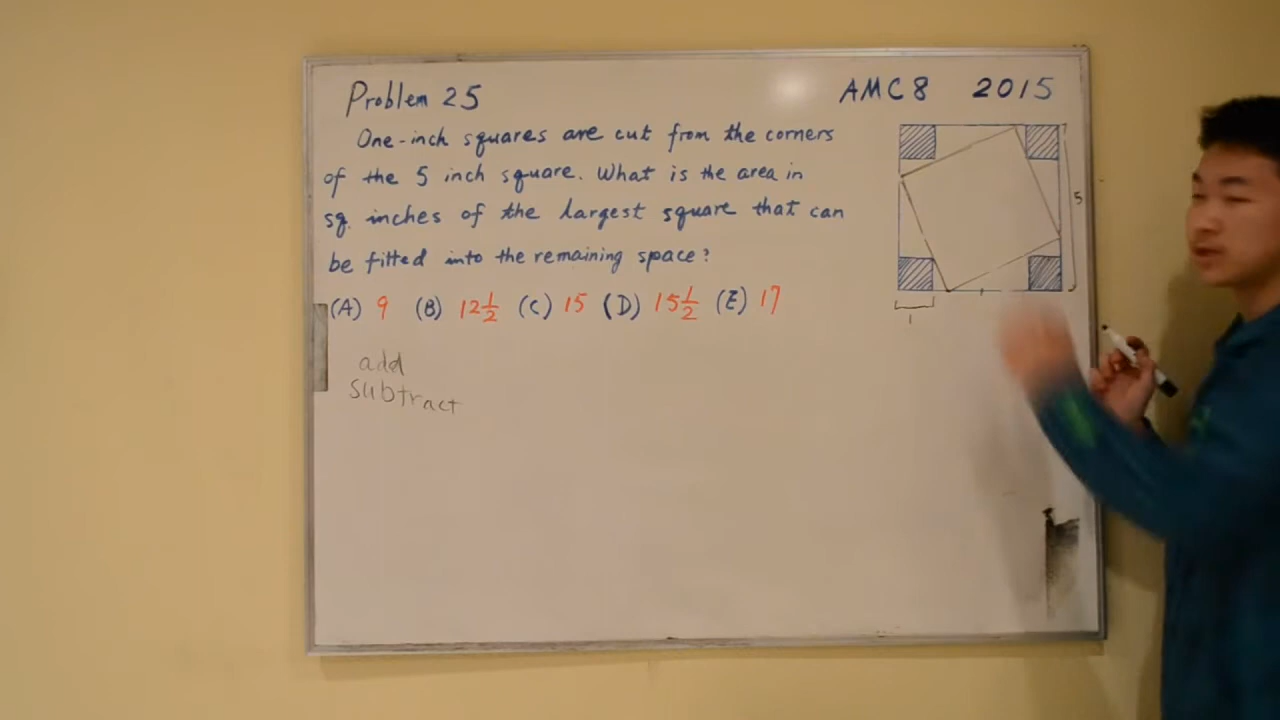 Problem 25
AMC8 2015
One-inch squares are cut from the corners
of the 5 inch square. What is the area in
sq. inches of the largest square that can
be fitted into the remaining space?
(A) 9 (B) 12 1/2 (C) 15 (D) 15 1/2 (E) 17
add
subtract
5
1